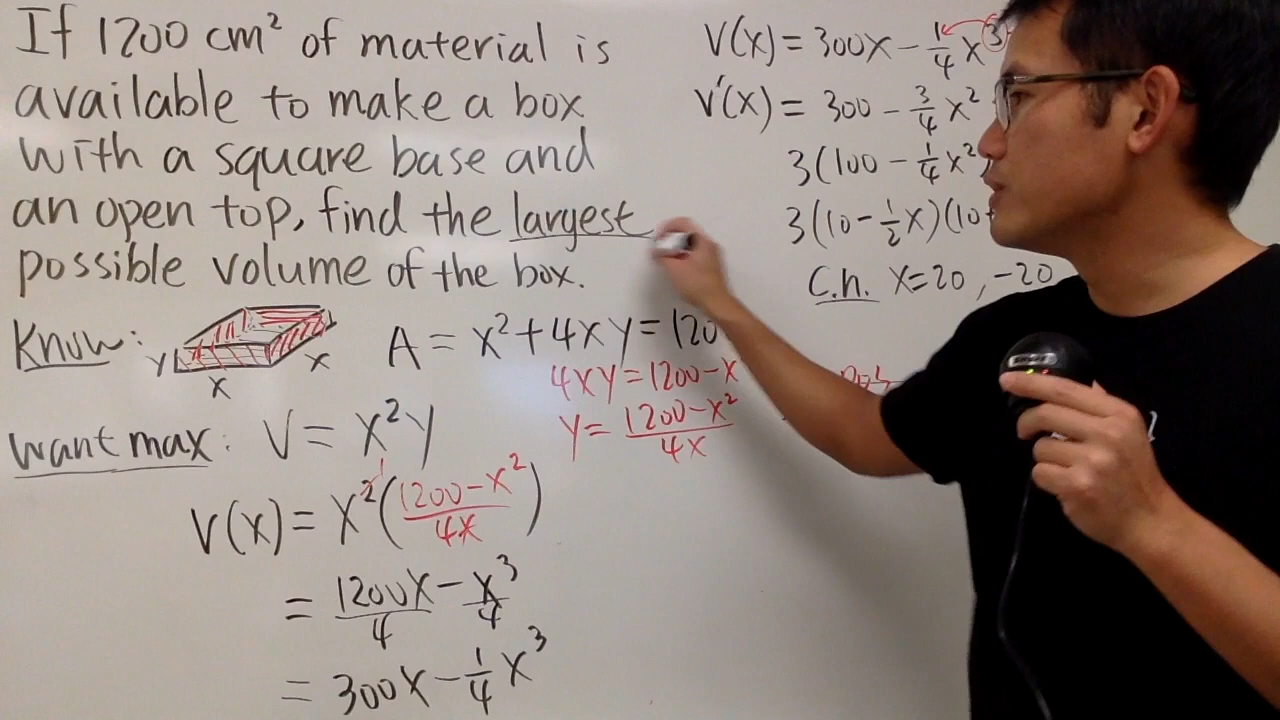 If 1200 cm² of material is
available to make a box
with a square base and
an open top, find the largest
possible volume of the box.
Know: Y X X A = X² + 4XY = 120
4XY = 1200 - X
Y = (1200 - X²)/4X
Want max: V = X²Y
V(X) = X²((1200 - X²)/4X)
= 1200X/4 - X³/4
= 300X - 1/4 X³
V(X) = 300X - 1/4 X³
V'(X) = 300 - 3/4 X²
3(100 - 1/4 X²
3(10 - 1/2 X)(10+
C.n. X = 20, -20